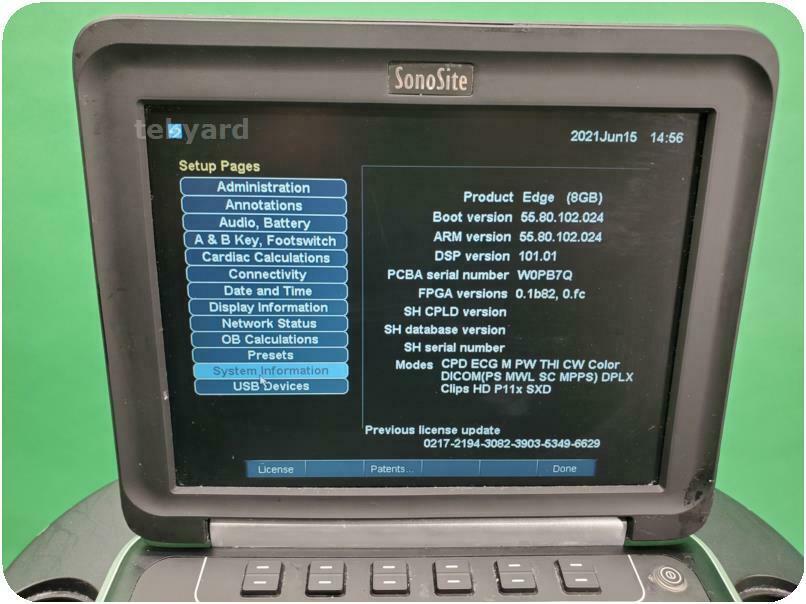 SonoSite
tekyard
2021Jun15 14:56
Setup Pages
Administration
Annotations
Audio, Battery
A & B Key, Footswitch
Cardiac Calculations
Connectivity
Date and Time
Display Information
Network Status
OB Calculations
Presets
System Information
USB Devices
Product Edge (8GB)
Boot version 55.80.102.024
ARM version 55.80.102.024
DSP version 101.01
PCBA serial number W0PB7Q
FPGA versions 0.1b82, 0.fc
SH CPLD version
SH database version
SH serial number
Modes CPD ECG M PW THI CW Color
DICOM(PS MWL SC MPPS) DPLX
Clips HD P11x SXD
Previous license update
0217-2194-3082-3903-5349-6629
License Patents... Done